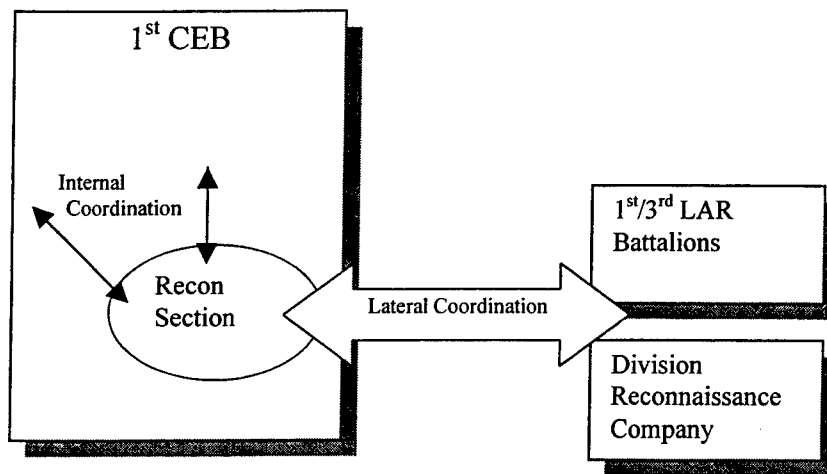 1st CEB
Internal
Coordination
Recon
Section
Lateral Coordination
1st/3rd LAR
Battalions
Division
Reconnaissance
Company